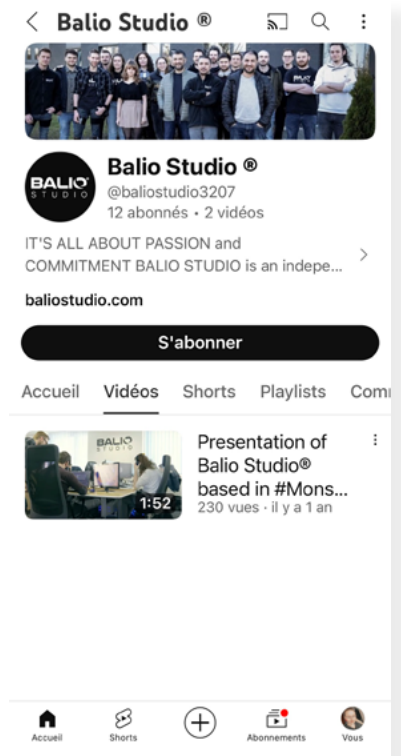 Balio Studio ®
BALIO
STUDIO
Balio Studio ®
@baliostudio3207
12 abonnés • 2 vidéos
IT'S ALL ABOUT PASSION and
COMMITMENT BALIO STUDIO is an indepe...
baliostudio.com
S'abonner
Accueil Vidéos Shorts Playlists Com
BALIO
1:52
Presentation of
Balio Studio®
based in #Mons...
230 vues · il y a 1 an
Accueil Shorts Abonnements Vous